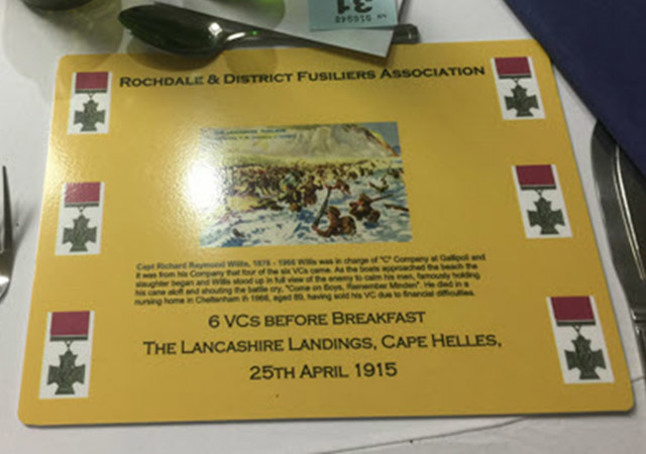 31
516948
ROCHDALE & DISTRICT FUSILIERS ASSOCIATION
THE LANCASHIRE FUSILIERS
Capt Richard Raymond Willis, 1876 - 1966 Willis was in charge of "C" Company at Gallipoli and
it was from his Company that four of the six VCs came. As the boats approached the beach the
slaughter began and Willis stood up in full view of the enemy to calm his men, famously holding
his cane aloft and shouting the battle cry, "Come on Boys, Remember Minden". He died in a
nursing home in Cheltenham in 1966, aged 89, having sold his VC due to financial difficulties.
6 VCS BEFORE BREAKFAST
THE LANCASHIRE LANDINGS, CAPE HELLES,
25TH APRIL 1915